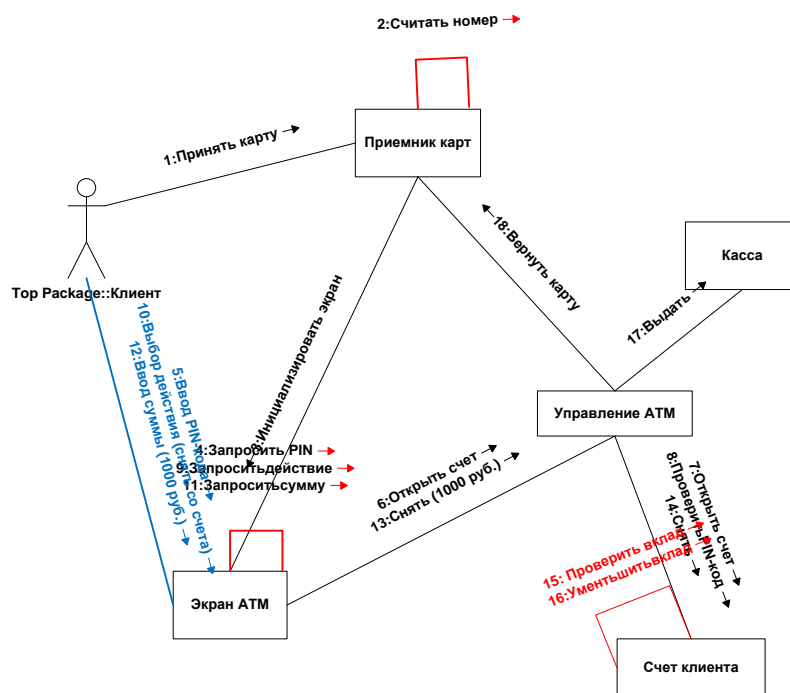 2:Считать номер
1:Принять карту
Приемник карт
18:Вернуть карту
Касса
Top Package::Клиент
17:Выдать
3:Инициализировать экран
5:Ввод PIN-кода
10:Выбор действия (снять со счета)
12:Ввод суммы (1000 руб.)
4:Запросить PIN
9:Запроситьдействие
11:Запроситьсумму
Управление АТМ
6:Открыть счет
13:Снять (1000 руб.)
7:Открыть счет
8:Проверить PIN-код
14:Снять
15: Проверить вклад
16:Ументьшитьвклад
Экран АТМ
Счет клиента